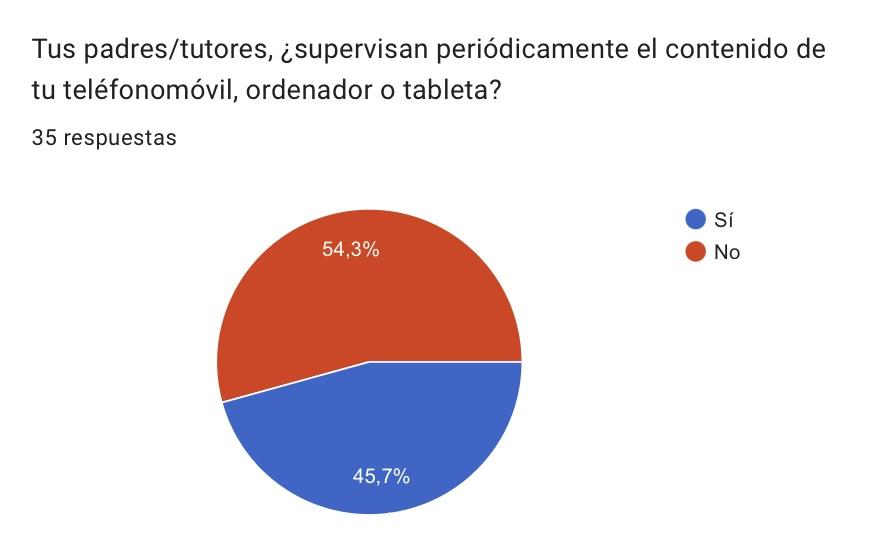 Tus padres/tutores, ¿supervisan periódicamente el contenido de
tu teléfonomóvil, ordenador o tableta?
35 respuestas
Sí
No
54,3%
45,7%